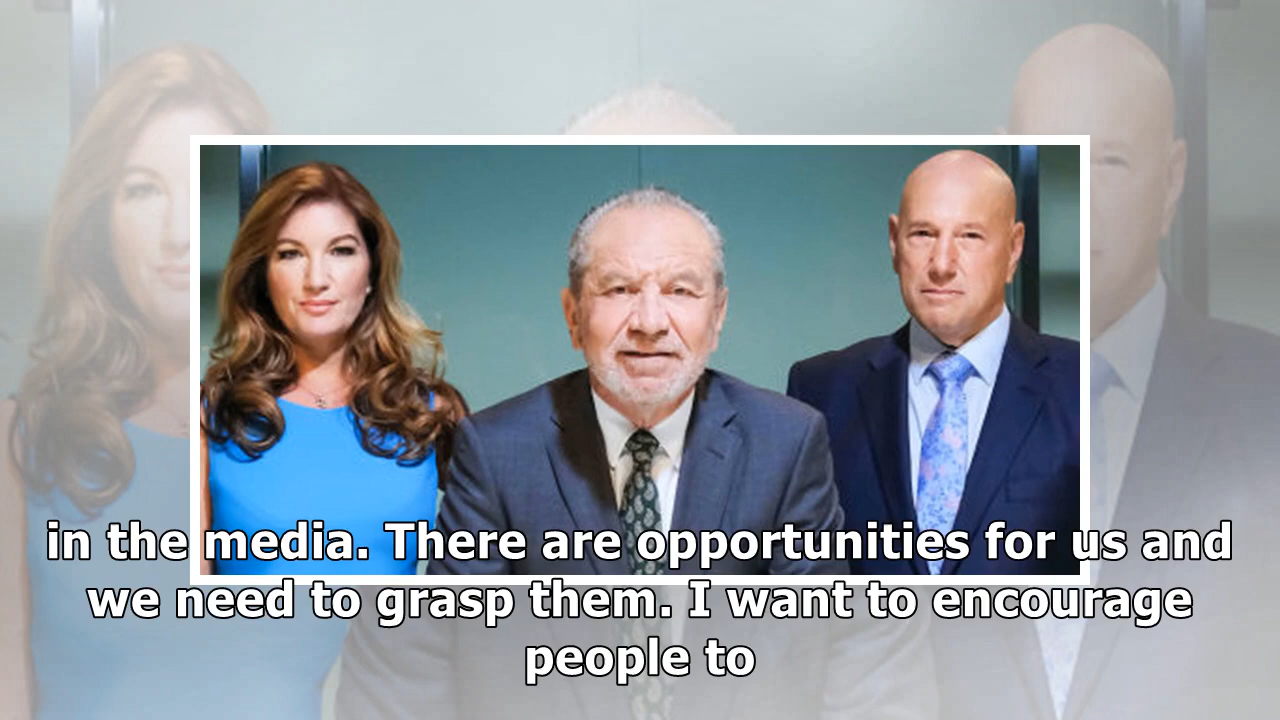 in the media. There are opportunities for us and
we need to grasp them. I want to encourage
people to